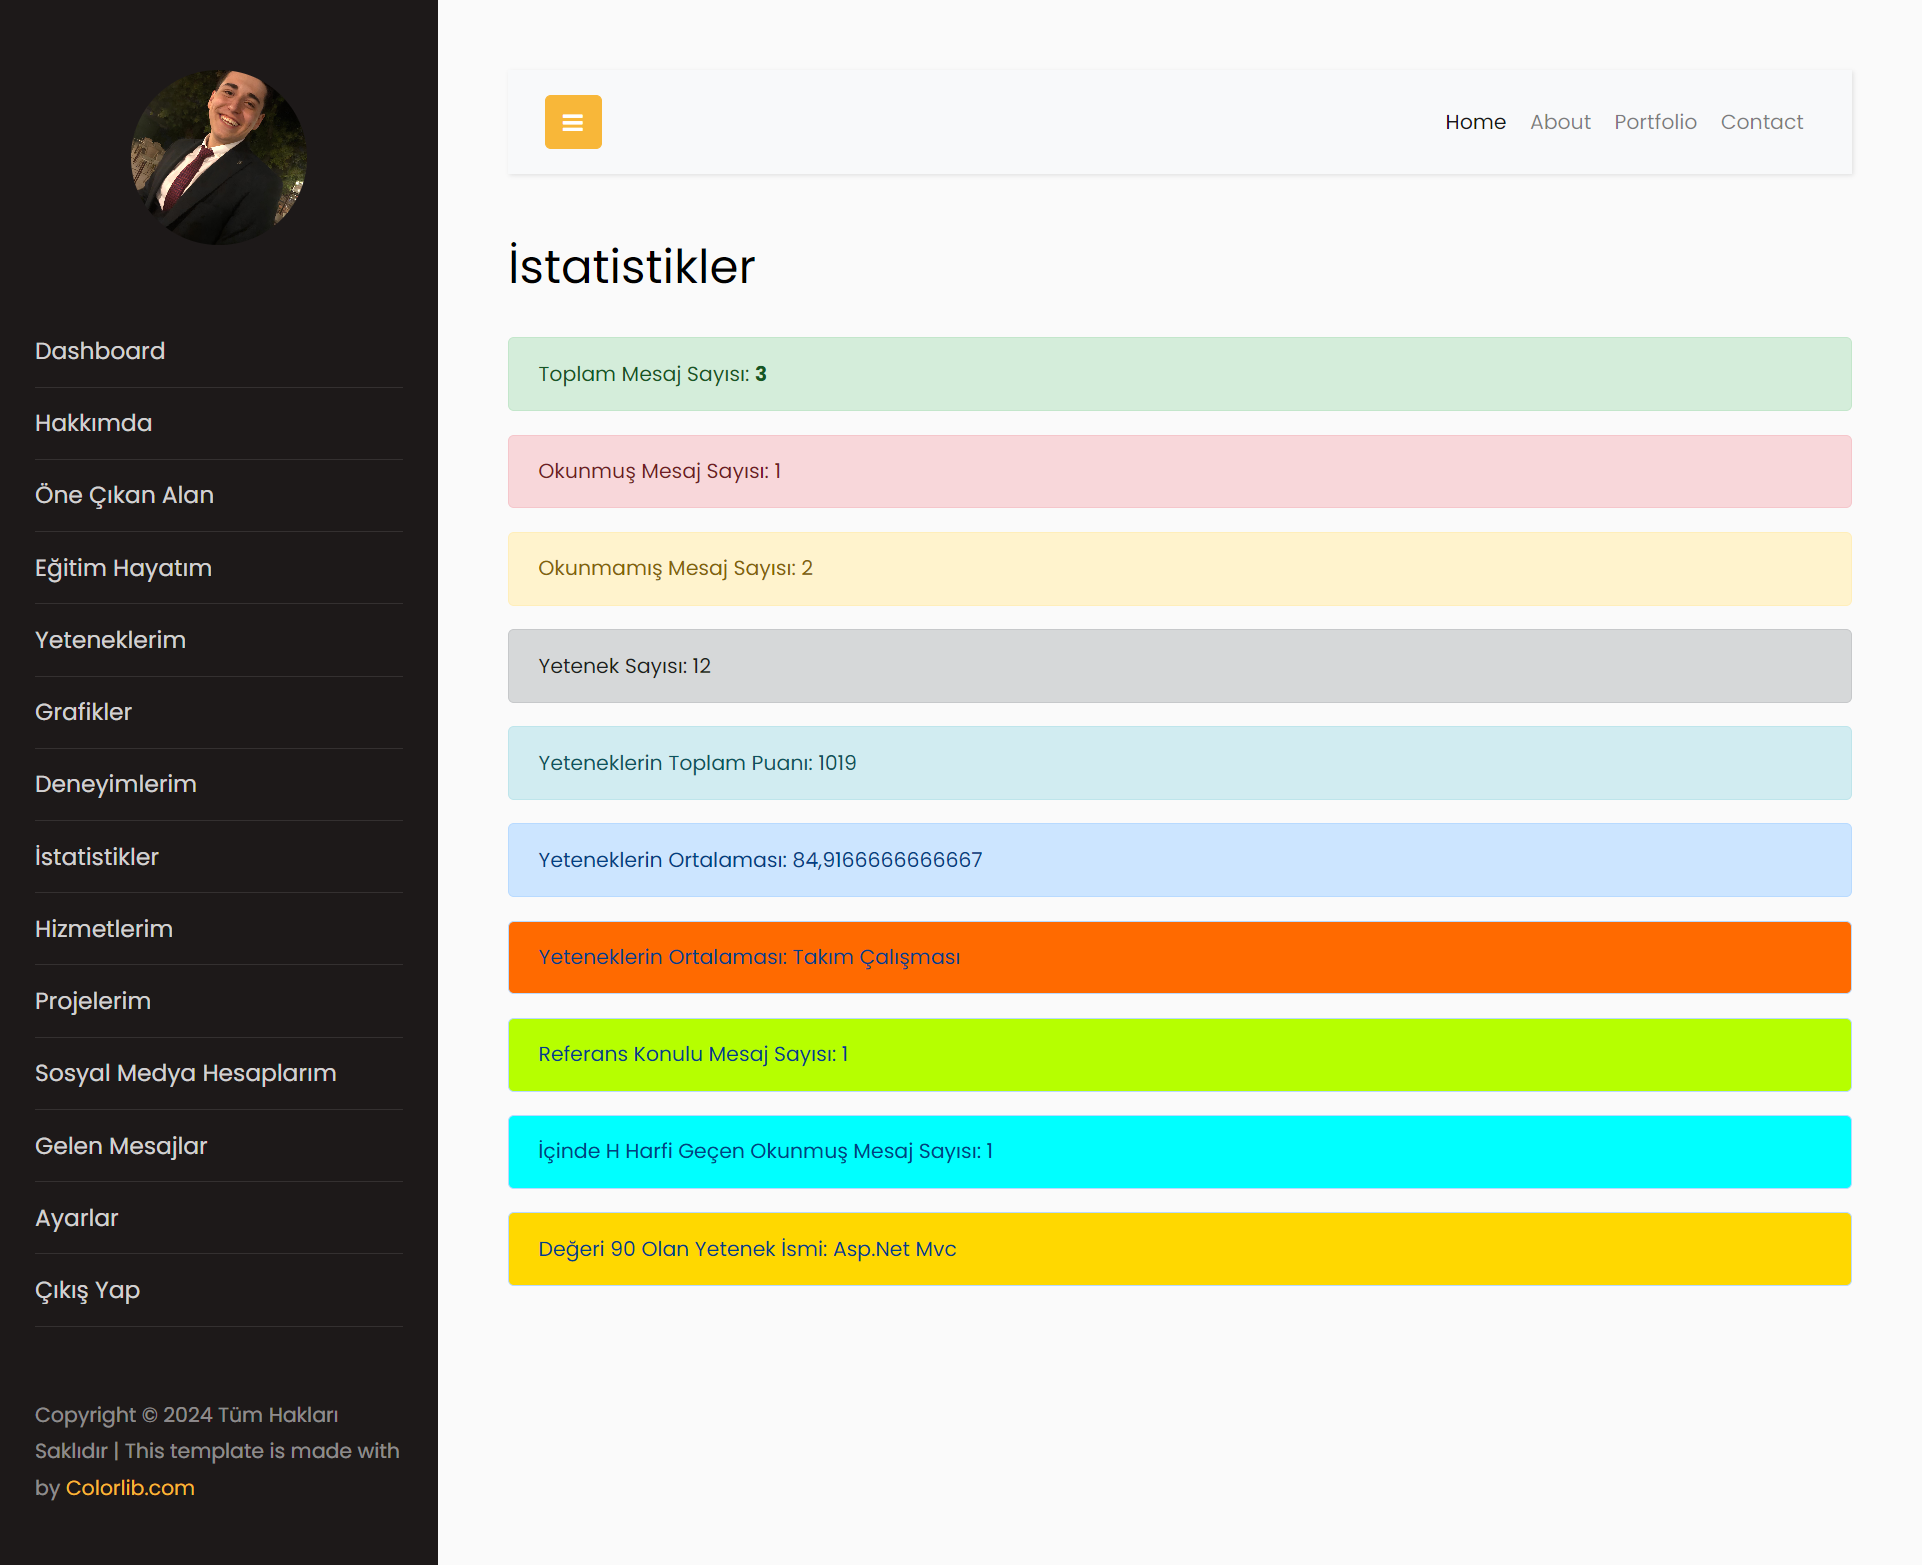 Dashboard
Hakkımda
Öne Çıkan Alan
Eğitim Hayatım
Yeteneklerim
Grafikler
Deneyimlerim
İstatistikler
Hizmetlerim
Projelerim
Sosyal Medya Hesaplarım
Gelen Mesajlar
Ayarlar
Çıkış Yap
Copyright © 2024 Tüm Hakları
Saklıdır | This template is made with
by Colorlib.com
Home About Portfolio Contact
İstatistikler
Toplam Mesaj Sayısı: 3
Okunmuş Mesaj Sayısı: 1
Okunmamış Mesaj Sayısı: 2
Yetenek Sayısı: 12
Yeteneklerin Toplam Puanı: 1019
Yeteneklerin Ortalaması: 84,9166666666667
Yeteneklerin Ortalaması: Takım Çalışması
Referans Konulu Mesaj Sayısı: 1
İçinde H Harfi Geçen Okunmuş Mesaj Sayısı: 1
Değeri 90 Olan Yetenek İsmi: Asp.Net Mvc